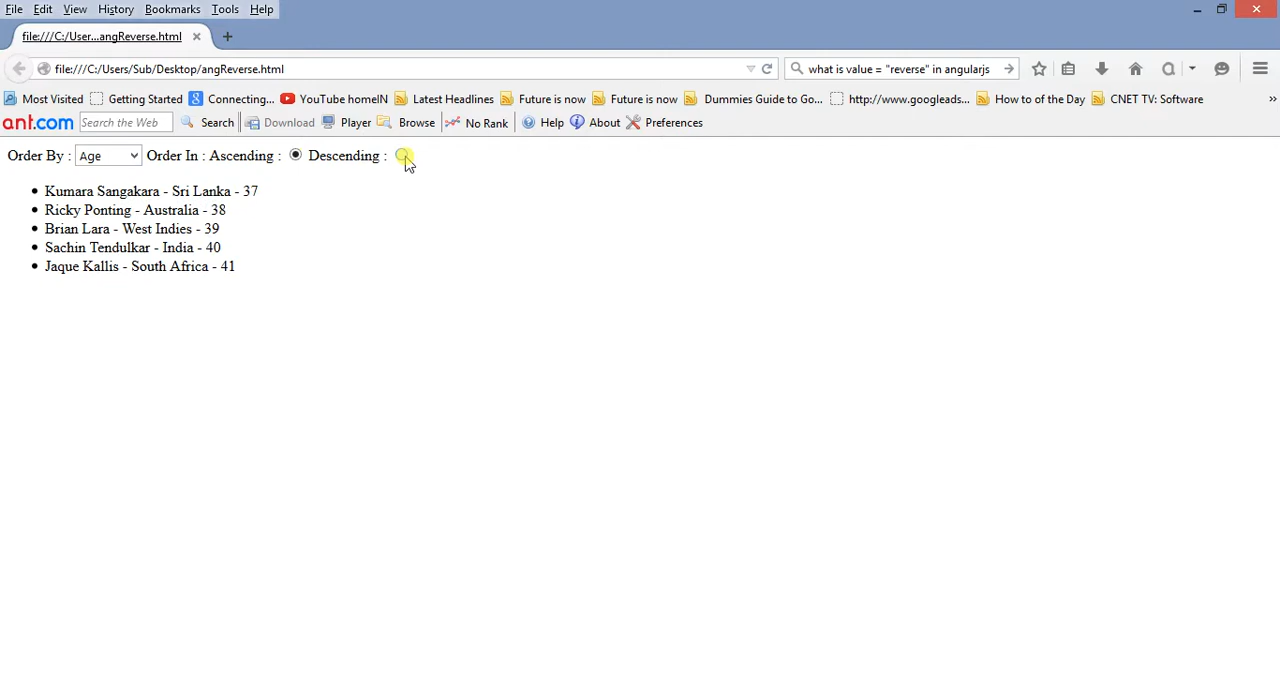 File Edit View History Bookmarks Tools Help
file:///C:/User...angReverse.html
file:///C:/Users/Sub/Desktop/angReverse.html what is value = "reverse" in angularjs
Most Visited Getting Started Connecting... YouTube homeIN Latest Headlines Future is now Future is now Dummies Guide to Go... http://www.googleads... How to of the Day CNET TV: Software »
ant.com Search the Web Search Download Player Browse No Rank Help About Preferences
Order By : Age Order In : Ascending : Descending :
Kumara Sangakara - Sri Lanka - 37
Ricky Ponting - Australia - 38
Brian Lara - West Indies - 39
Sachin Tendulkar - India - 40
Jaque Kallis - South Africa - 41